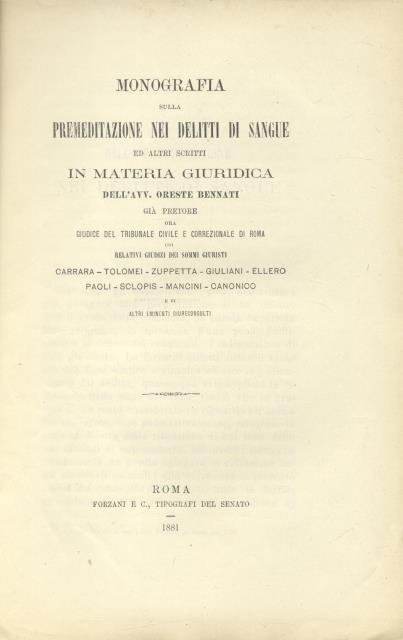 MONOGRAFIA
SULLA
PREMEDITAZIONE NEI DELITTI DI SANGUE
ED ALTRI SCRITTI
IN MATERIA GIURIDICA
DELL'AVV. ORESTE BENNATI
GIÀ PRETORE
ORA
GIUDICE DEL TRIBUNALE CIVILE E CORREZIONALE DI ROMA
COI
RELATIVI GIUDIZI DEI SOMMI GIURISTI
CARRARA – TOLOMEI – ZUPPETTA – GIULIANI – ELLERO
PAOLI – SCLOPIS – MANCINI – CANONICO
E DI
ALTRI EMINENTI GIURECONSULTI
ROMA
FORZANI E C., TIPOGRAFI DEL SENATO
1881